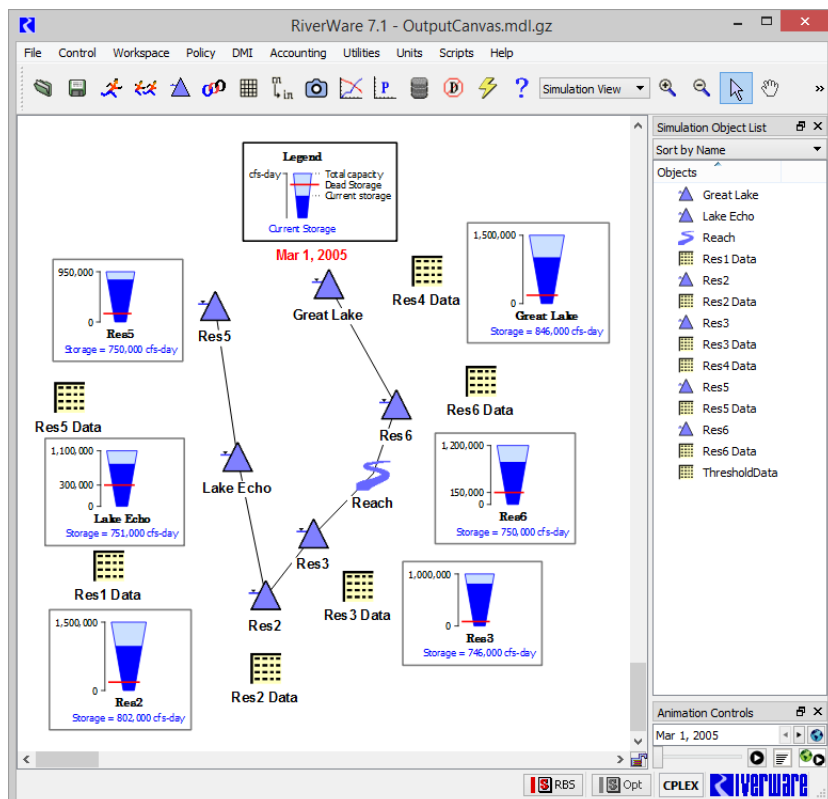 RiverWare 7.1 - OutputCanvas.mdl.gz
File Control Workspace Policy DMI Accounting Utilities Units Scripts Help
m
in
P
D
?
Simulation View
»
Simulation Object List
Sort by Name
Objects
Great Lake
Lake Echo
Reach
Res1 Data
Res2
Res2 Data
Res3
Res3 Data
Res4 Data
Res5
Res5 Data
Res6
Res6 Data
ThresholdData
Legend
cfs-day
Total capacity
Dead Storage
Current storage
Current Storage
Mar 1, 2005
950,000
0
Res5
Storage = 750,000 cfs-day
Res5
Great Lake
Res4 Data
1,500,000
0
Great Lake
Storage = 846,000 cfs-day
Res5 Data
Res6
Res6 Data
1,100,000
300,000
0
Lake Echo
Storage = 751,000 cfs-day
Lake Echo
Reach
1,200,000
150,000
0
Res6
Storage = 750,000 cfs-day
Res1 Data
Res3
Res2
Res3 Data
1,000,000
0
Res3
Storage = 746,000 cfs-day
1,500,000
0
Res2
Storage = 802,000 cfs-day
Res2 Data
Animation Controls
Mar 1, 2005
S RBS
S Opt
CPLEX
Riverware